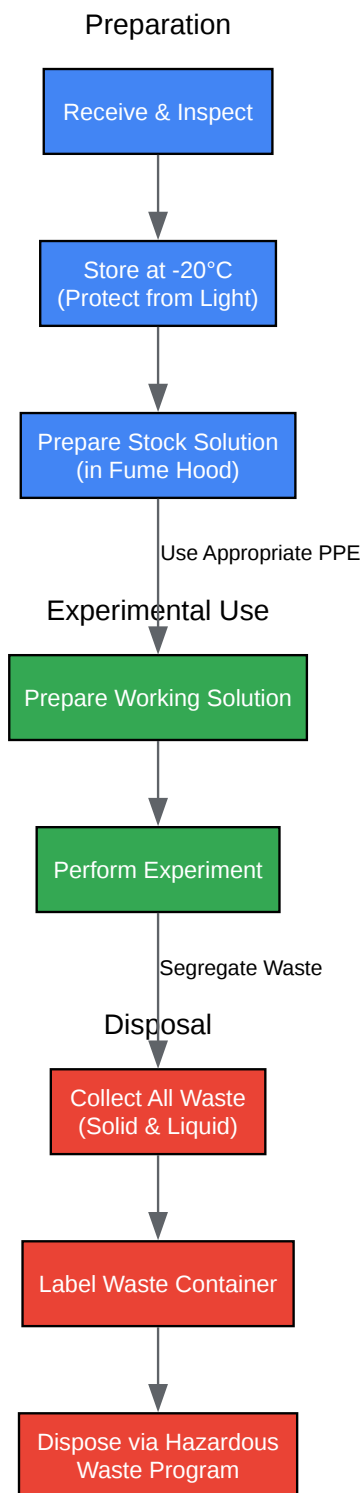 Preparation
Receive & Inspect
Store at -20°C
(Protect from Light)
Prepare Stock Solution
(in Fume Hood)
Use Appropriate PPE
Experimental Use
Prepare Working Solution
Perform Experiment
Segregate Waste
Disposal
Collect All Waste
(Solid & Liquid)
Label Waste Container
Dispose via Hazardous
Waste Program